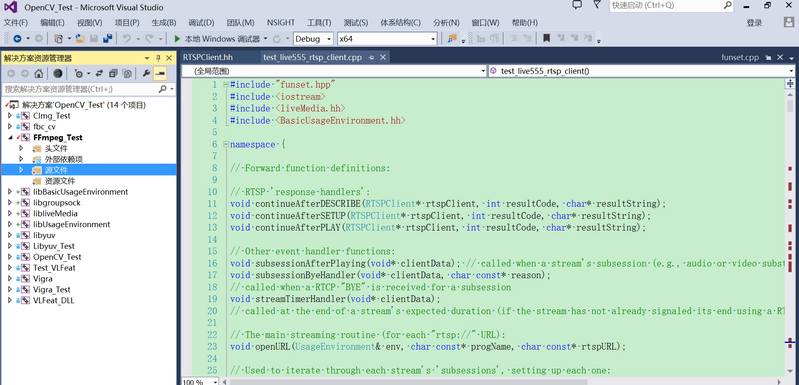 OpenCV_Test - Microsoft Visual Studio
快速启动 (Ctrl+Q)
文件(F) 编辑(E) 视图(V) 项目(P) 生成(B) 调试(D) 团队(M) NSIGHT 工具(T) 测试(S) 体系结构(C) 分析(N) 窗口(W) 帮助(H)
登录
本地 Windows 调试器 Debug x64
解决方案资源管理器
搜索解决方案资源管理器(Ctrl+;)
解决方案'OpenCV_Test' (14 个项目)
CImg_Test
fbc_cv
FFmpeg_Test
头文件
外部依赖项
源文件
资源文件
libBasicUsageEnvironment
libgroupsock
libliveMedia
libUsageEnvironment
libyuv
Libyuv_Test
OpenCV_Test
Test_VLFeat
Vigra
Vigra_Test
VLFeat_DLL
RTSPClient.hh test_live555_rtsp_client.cpp funset.cpp
(全局范围) test_live555_rtsp_client()
1 #include "funset.hpp"
2 #include <iostream>
3 #include <liveMedia.hh>
4 #include <BasicUsageEnvironment.hh>
5
6 namespace {
7
8 // Forward function definitions:
9
10 // RTSP 'response handlers':
11 void continueAfterDESCRIBE(RTSPClient* rtspClient, int resultCode, char* resultString);
12 void continueAfterSETUP(RTSPClient* rtspClient, int resultCode, char* resultString);
13 void continueAfterPLAY(RTSPClient* rtspClient, int resultCode, char* resultString);
14
15 // Other event handler functions:
16 void subsessionAfterPlaying(void* clientData); // called when a stream's subsession (e.g., audio or video subst
17 void subsessionByeHandler(void* clientData, char const* reason);
18 // called when a RTCP "BYE" is received for a subsession
19 void streamTimerHandler(void* clientData);
20 // called at the end of a stream's expected duration (if the stream has not already signaled its end using a RT
21
22 // The main streaming routine (for each "rtsp://" URL):
23 void openURL(UsageEnvironment& env, char const* progName, char const* rtspURL);
24
25 // Used to iterate through each stream's 'subsessions', setting up each one:
100 %